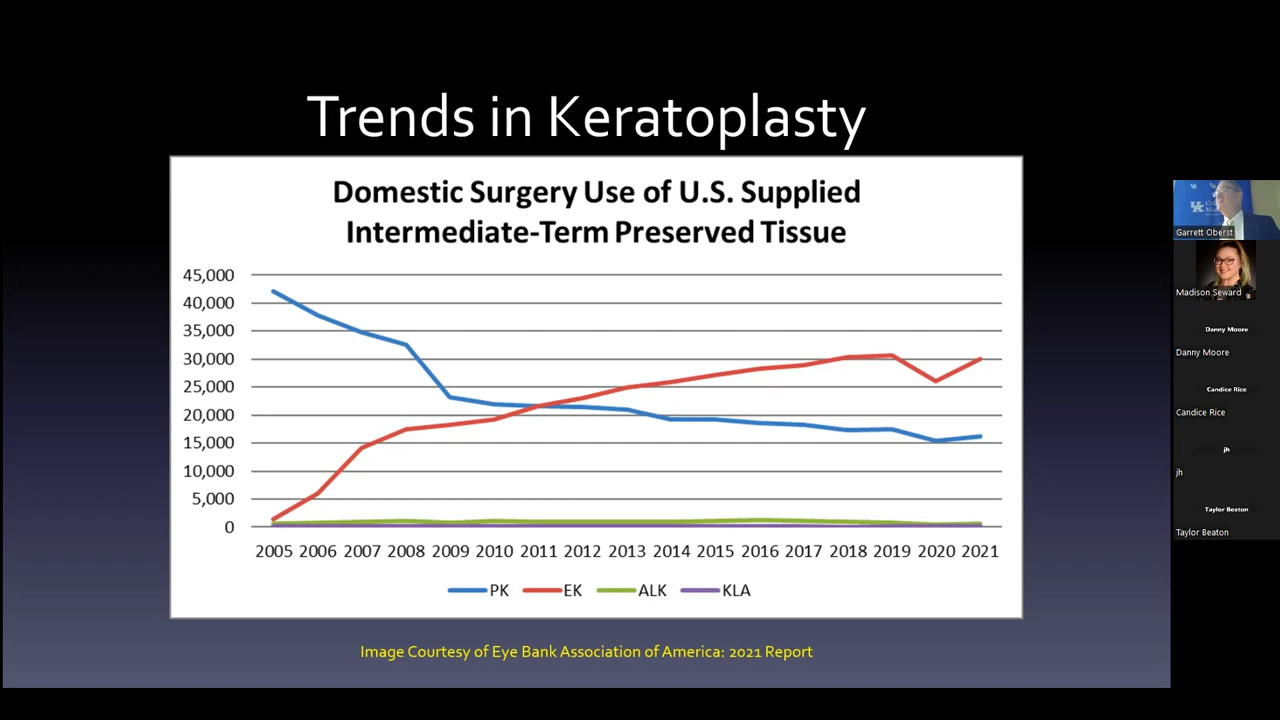 Trends in Keratoplasty
Domestic Surgery Use of U.S. Supplied
Intermediate-Term Preserved Tissue
45,000
40,000
35,000
30,000
25,000
20,000
15,000
10,000
5,000
0
2005 2006 2007 2008 2009 2010 2011 2012 2013 2014 2015 2016 2017 2018 2019 2020 2021
PK EK ALK KLA
Image Courtesy of Eye Bank Association of America: 2021 Report
UK
Garrett Oberst
Madison Seward
Danny Moore
Danny Moore
Candice Rice
Candice Rice
jh
jh
Taylor Beaton
Taylor Beaton